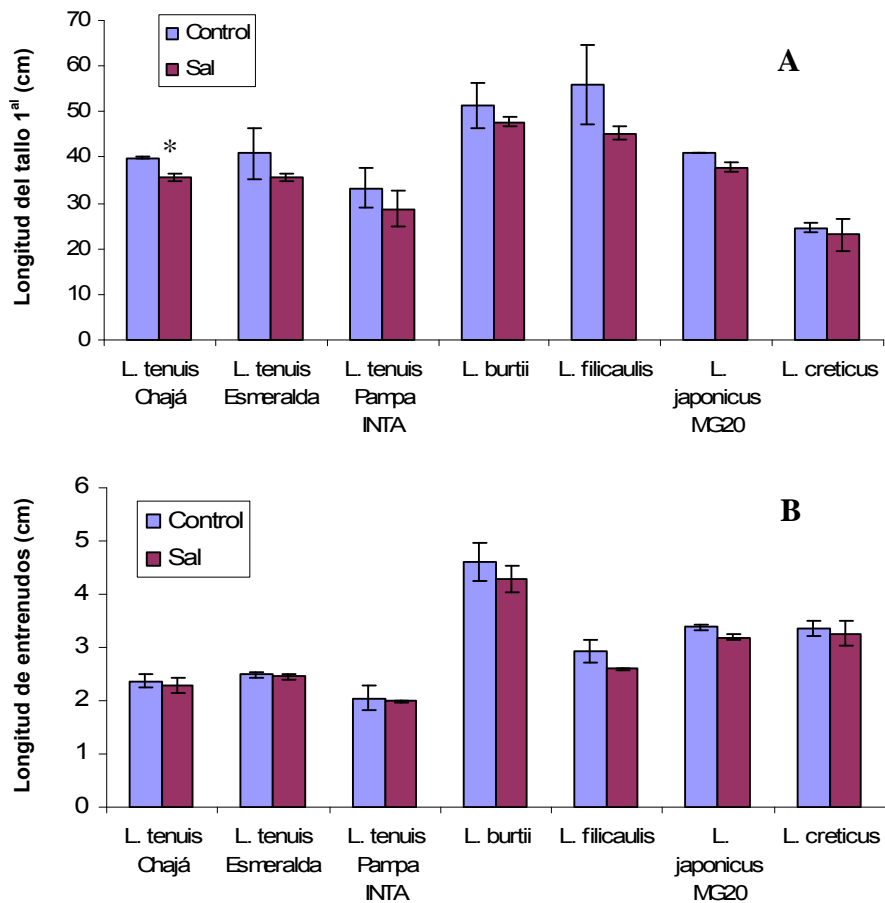 Longitud del tallo 1ᵃˡ (cm)
70
60
50
40
30
20
10
0
Control
Sal
A
*
L. tenuis
Chajá
L. tenuis
Esmeralda
L. tenuis
Pampa
INTA
L. burtii
L. filicaulis
L.
japonicus
MG20
L. creticus
Longitud de entrenudos (cm)
6
5
4
3
2
1
0
Control
Sal
B
L. tenuis
Chajá
L. tenuis
Esmeralda
L. tenuis
Pampa
INTA
L. burtii
L. filicaulis
L.
japonicus
MG20
L. creticus